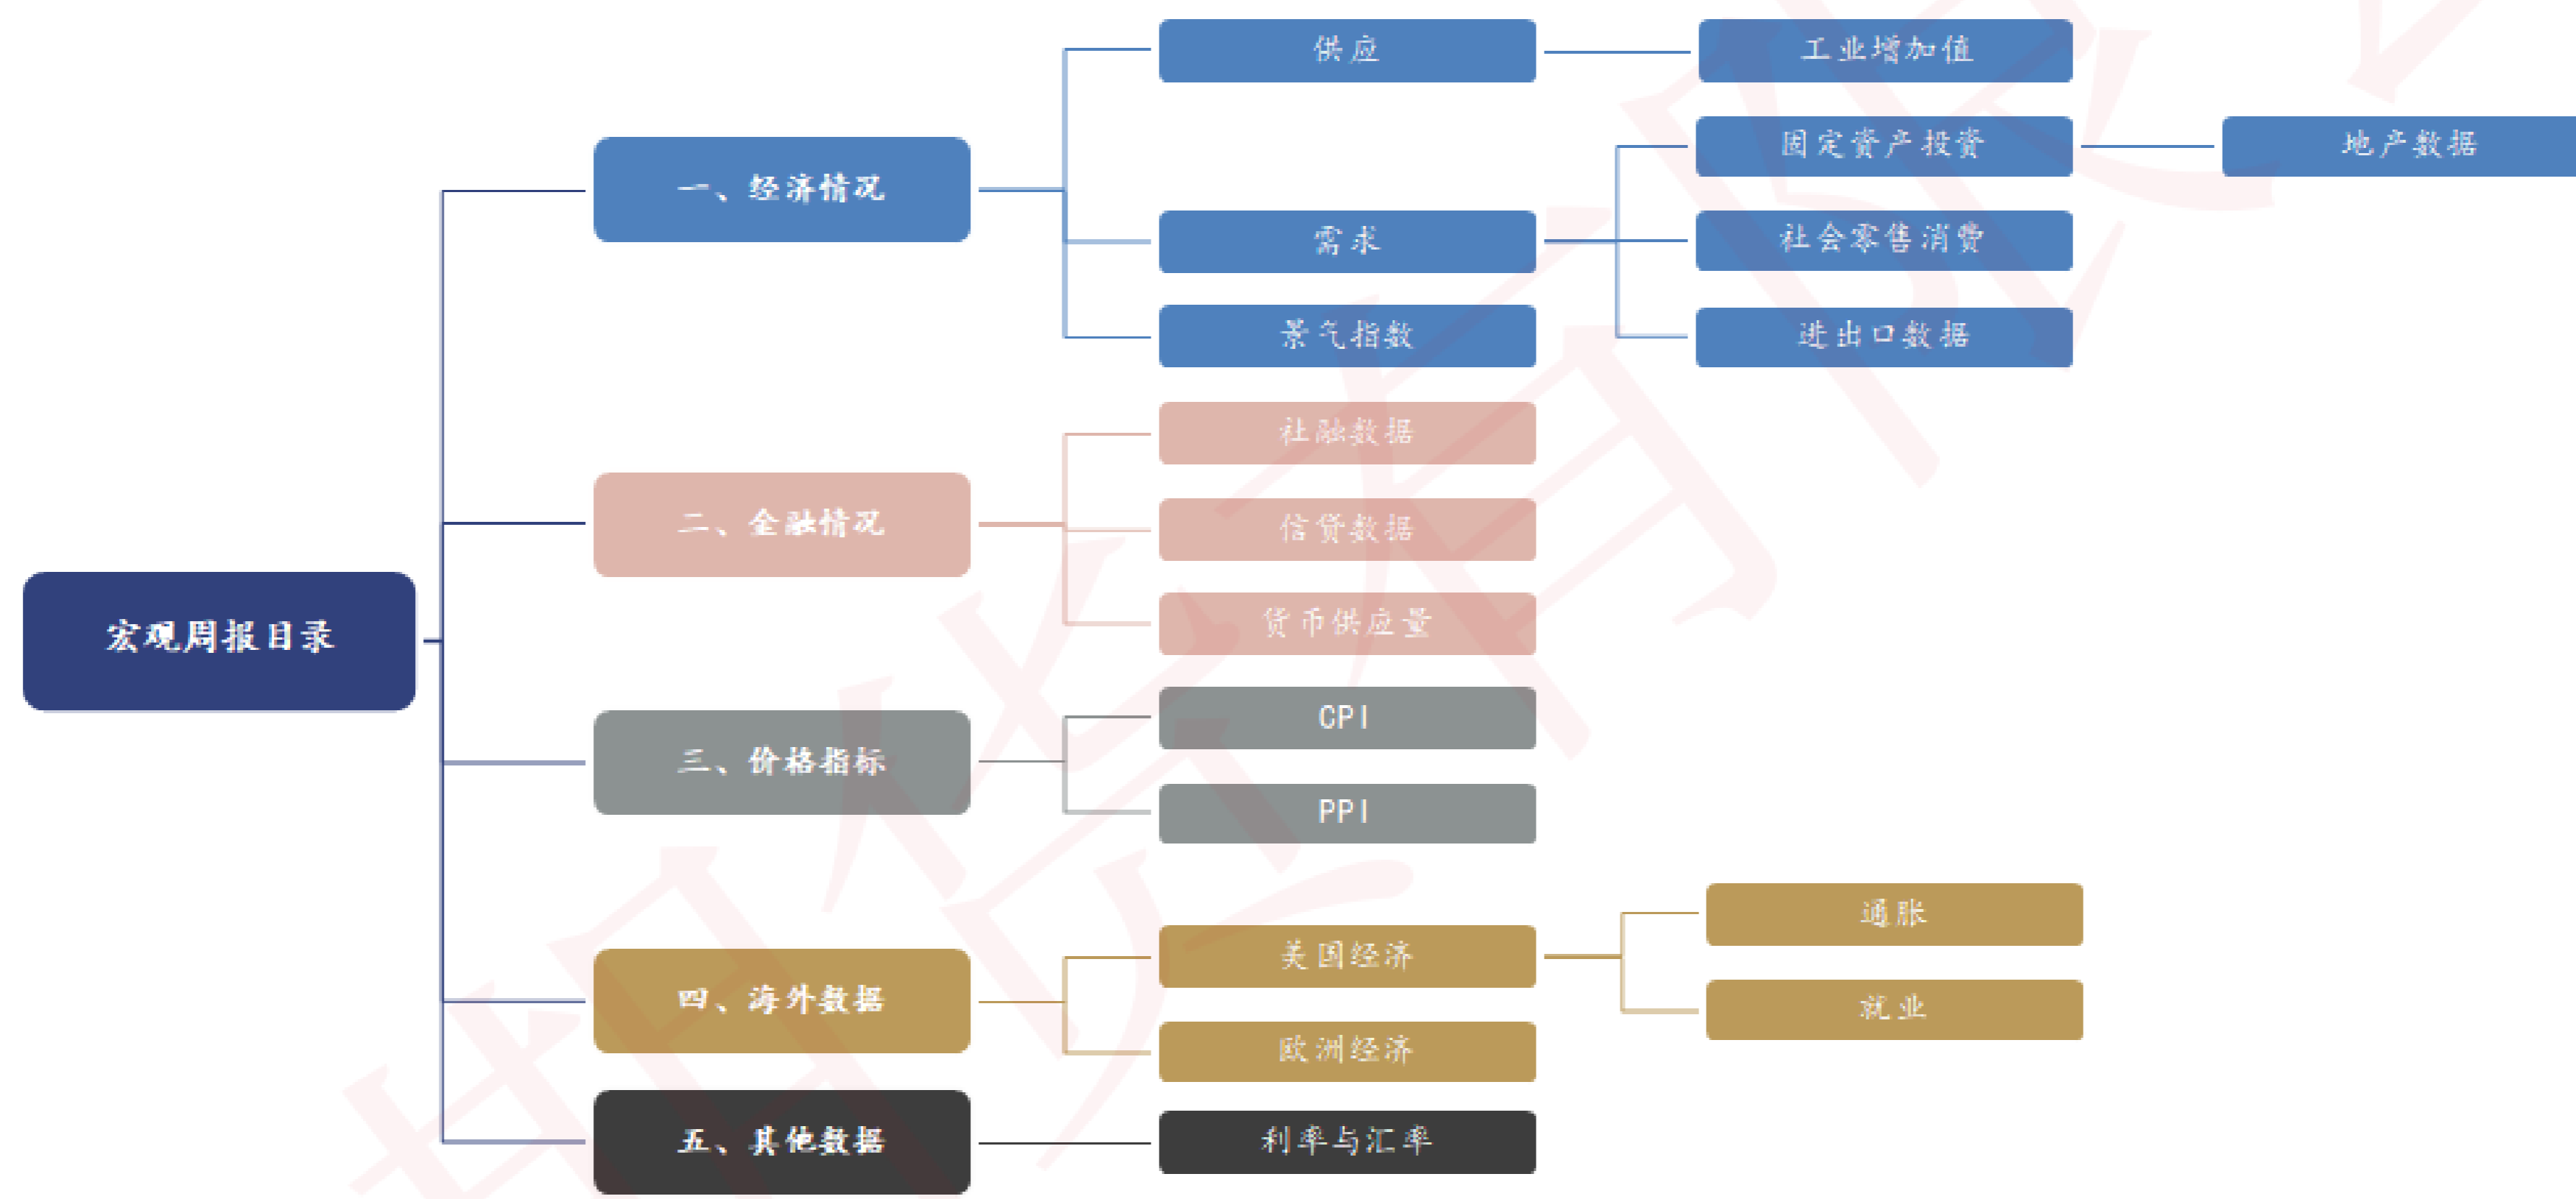 宏观周报目录
一、经济情况
供应
工业增加值
需求
固定资产投资
地产数据
社会零售消费
进出口数据
景气指数
二、金融情况
社融数据
信贷数据
货币供应量
三、价格指标
CPI
PPI
四、海外数据
美国经济
通胀
就业
欧洲经济
五、其他数据
利率与汇率